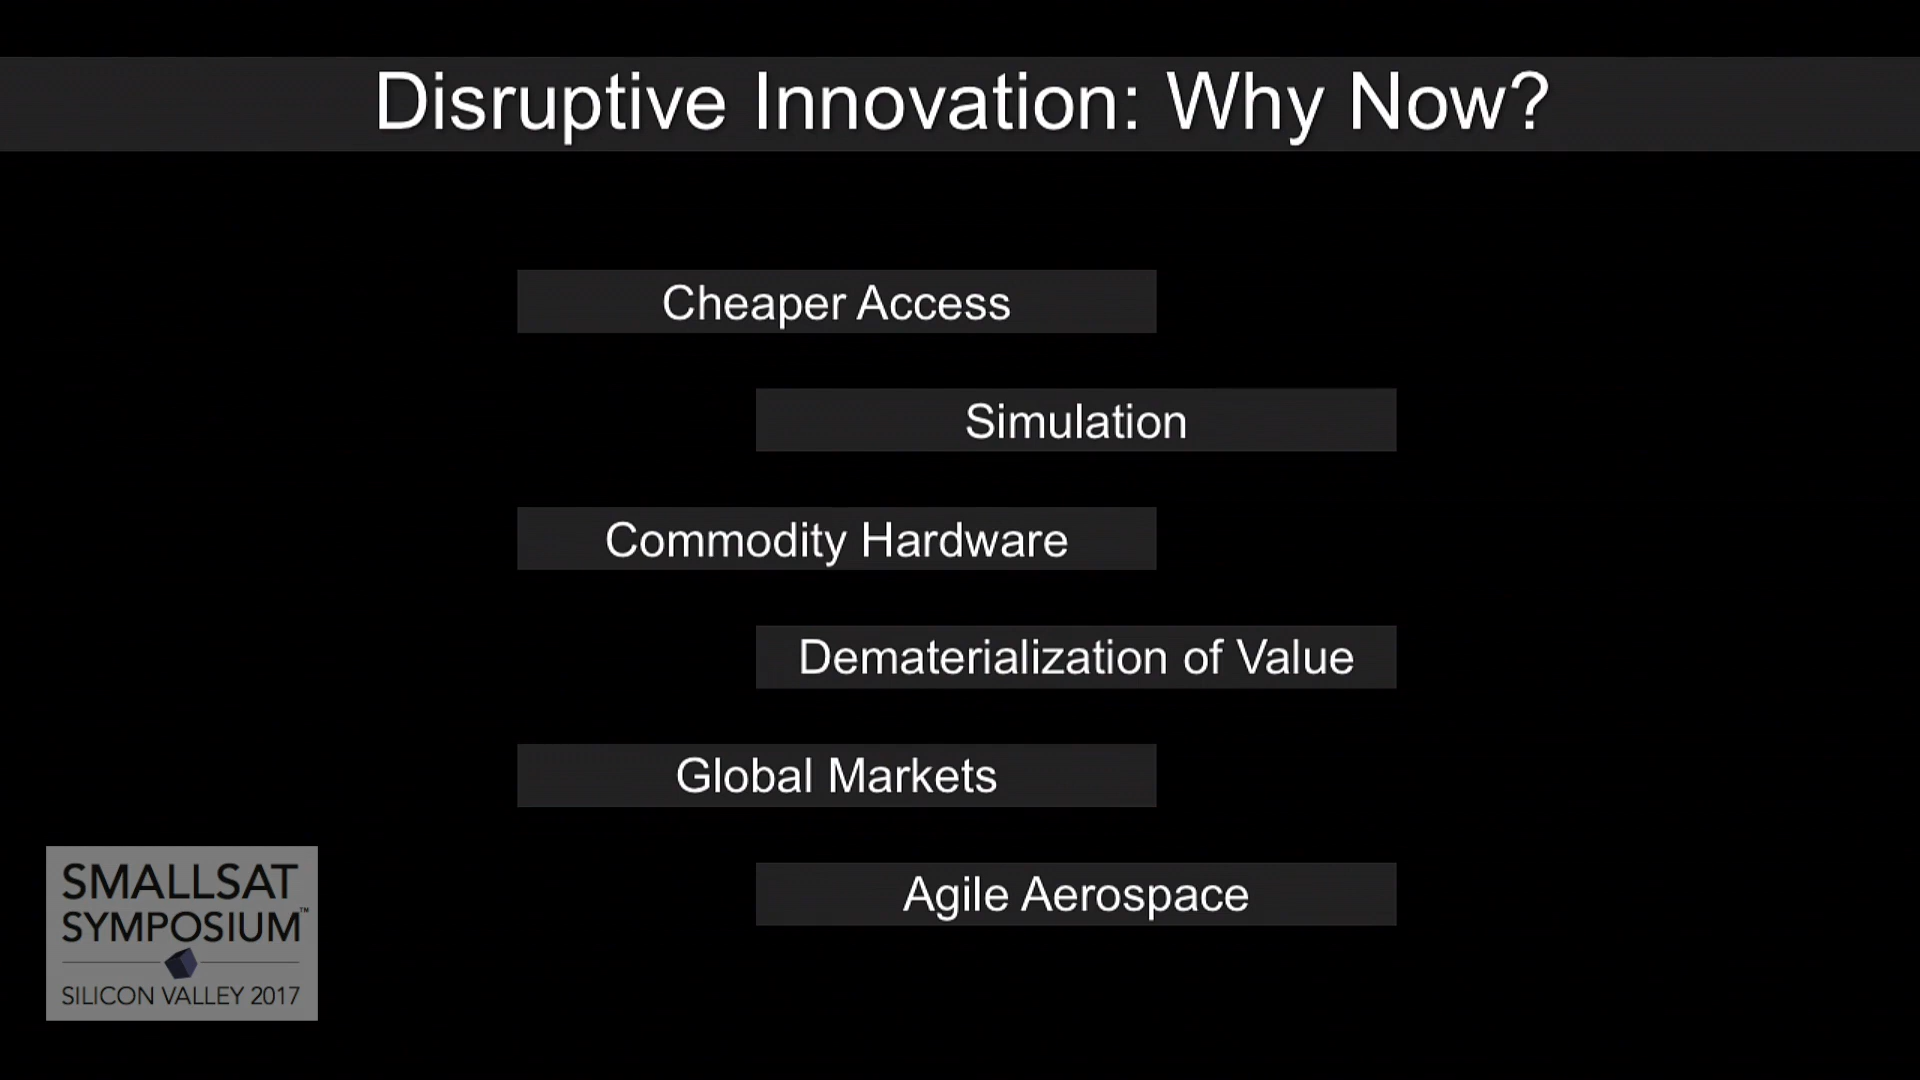 Disruptive Innovation: Why Now?
Cheaper Access
Simulation
Commodity Hardware
Dematerialization of Value
Global Markets
Agile Aerospace
SMALLSAT
SYMPOSIUM™
SILICON VALLEY 2017